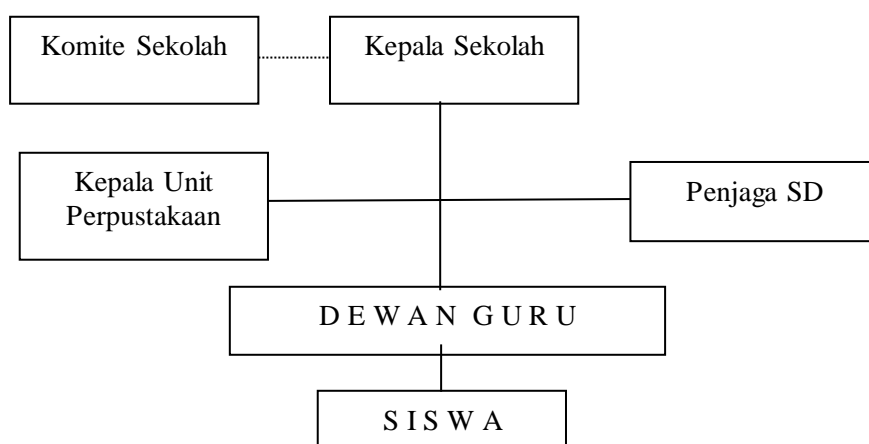 Komite Sekolah
Kepala Sekolah
Kepala Unit
Perpustakaan
Penjaga SD
D E W A N  G U R U
S I S W A